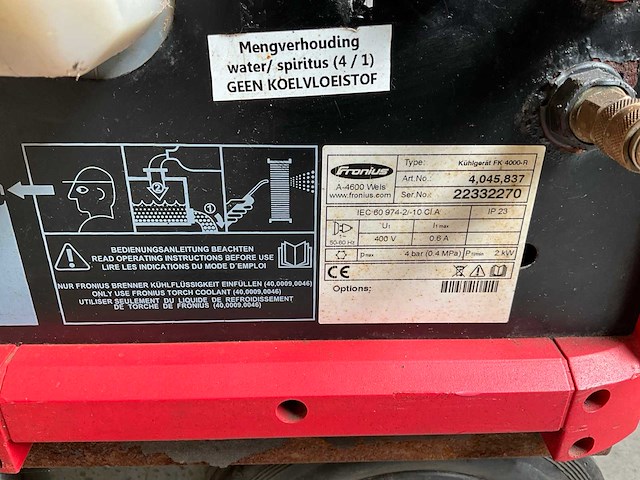 Mengverhouding
water/ spiritus (4 / 1)
GEEN KOELVLOEISTOF
2
1
BEDIENUNGSANLEITUNG BEACHTEN
READ OPERATING INSTRUCTIONS BEFORE USE
LIRE LES INDICATIONS DU MODE D'EMPLOI
NUR FRONIUS BRENNER KÜHLFLÜSSIGKEIT EINFÜLLEN (40,0009,0046)
ONLY USE FRONIUS TORCH COOLANT (40,0009,0046)
UTILISER SEULEMENT DU LIQUIDE DE REFROIDISSEMENT
DE TORCHE DE FRONIUS (40,0009,0046)
Fronius
A-4600 Wels
www.fronius.com
Type: Kühlgerät FK 4000-R
Art.No.: 4,045,837
Ser.No.: 22332270
IEC 60 974-2/-10 Cl.A IP 23
U1 I1max
50-60 Hz 400 V 0.6 A
Pmax 4 bar (0.4 MPa) P1l/min 2 kW
CE
Options: